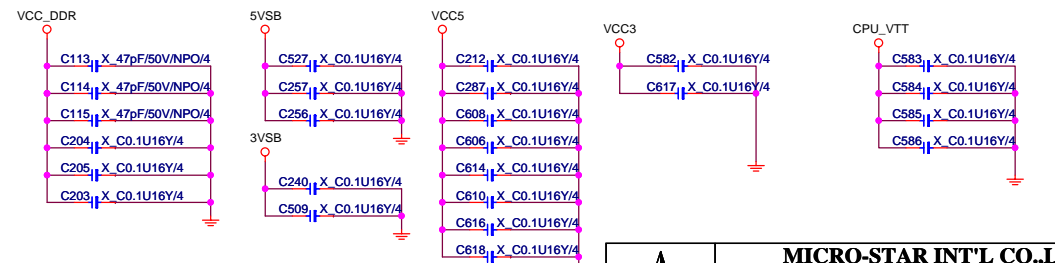 VCC_DDR
C113 X_47pF/50V/NPO/4
C114 X_47pF/50V/NPO/4
C115 X_47pF/50V/NPO/4
C204 X_C0.1U16Y/4
C205 X_C0.1U16Y/4
C203 X_C0.1U16Y/4
5VSB
C527 X_C0.1U16Y/4
C257 X_C0.1U16Y/4
C256 X_C0.1U16Y/4
3VSB
C240 X_C0.1U16Y/4
C509 X_C0.1U16Y/4
VCC5
C212 X_C0.1U16Y/4
C287 X_C0.1U16Y/4
C608 X_C0.1U16Y/4
C606 X_C0.1U16Y/4
C614 X_C0.1U16Y/4
C610 X_C0.1U16Y/4
C616 X_C0.1U16Y/4
C618 X_C0.1U16Y/4
VCC3
C582 X_C0.1U16Y/4
C617 X_C0.1U16Y/4
CPU_VTT
C583 X_C0.1U16Y/4
C584 X_C0.1U16Y/4
C585 X_C0.1U16Y/4
C586 X_C0.1U16Y/4
MICRO-STAR INT'L CO.,L